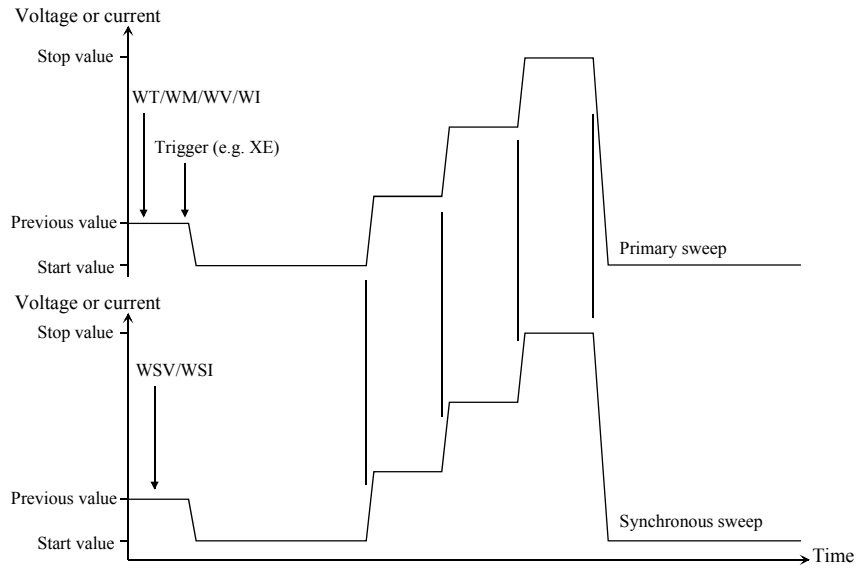 Voltage or current
Stop value
WT/WM/WV/WI
Trigger (e.g. XE)
Previous value
Start value
Primary sweep
Voltage or current
Stop value
WSV/WSI
Previous value
Start value
Synchronous sweep
Time